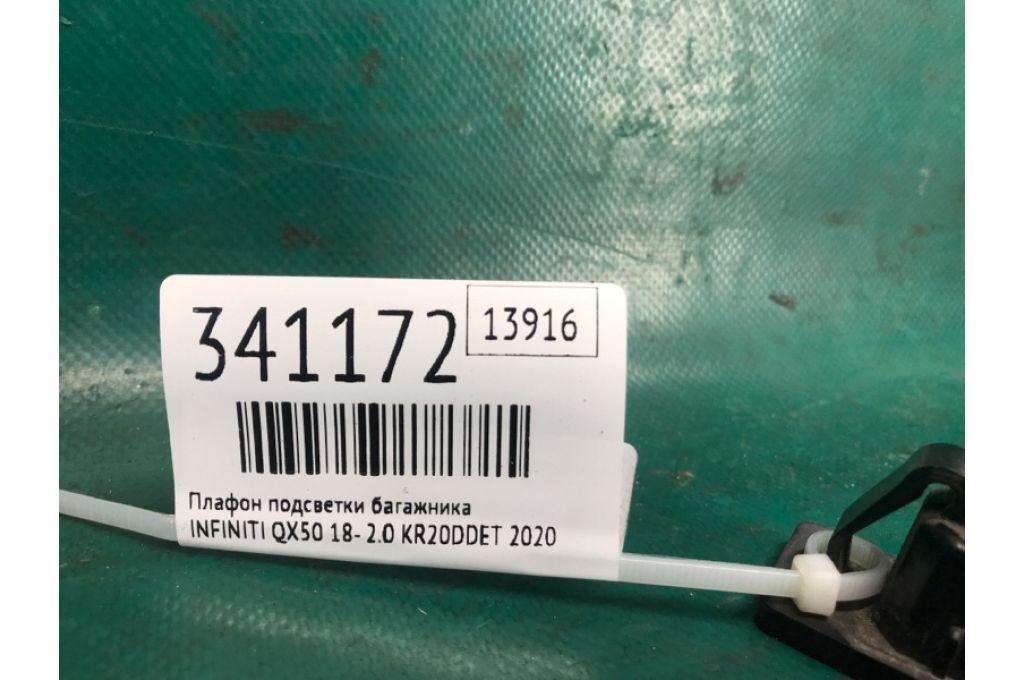 341172
13916
Плафон подсветки багажника
INFINITI QX50 18- 2.0 KR20DDET 2020